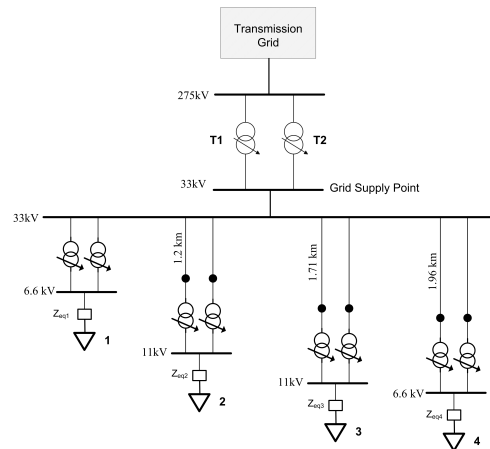 Transmission
Grid
275kV
T1
T2
33kV
Grid Supply Point
33kV
1.2 km
1.71 km
1.96 km
6.6 kV
Zeq1
1
11kV
Zeq2
2
11kV
Zeq3
3
6.6 kV
Zeq4
4